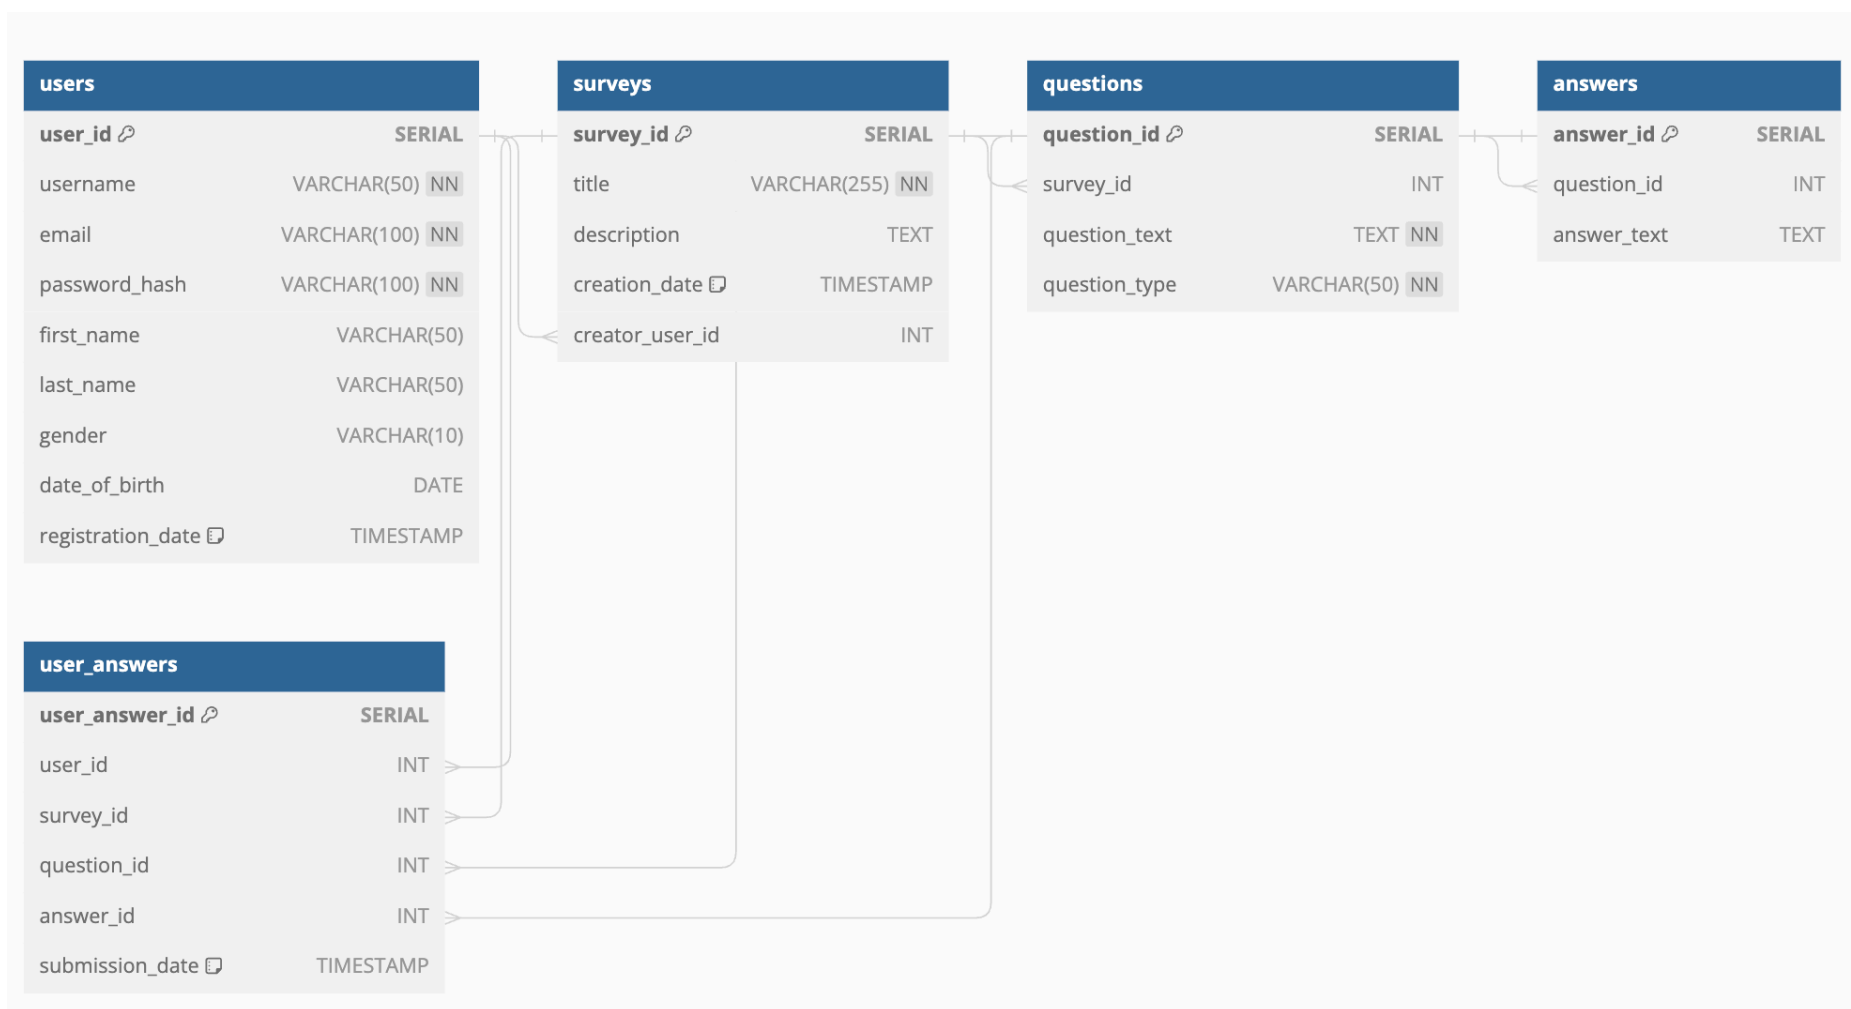 users
user_id SERIAL
username VARCHAR(50) NN
email VARCHAR(100) NN
password_hash VARCHAR(100) NN
first_name VARCHAR(50)
last_name VARCHAR(50)
gender VARCHAR(10)
date_of_birth DATE
registration_date TIMESTAMP
surveys
survey_id SERIAL
title VARCHAR(255) NN
description TEXT
creation_date TIMESTAMP
creator_user_id INT
questions
question_id SERIAL
survey_id INT
question_text TEXT NN
question_type VARCHAR(50) NN
answers
answer_id SERIAL
question_id INT
answer_text TEXT
user_answers
user_answer_id SERIAL
user_id INT
survey_id INT
question_id INT
answer_id INT
submission_date TIMESTAMP